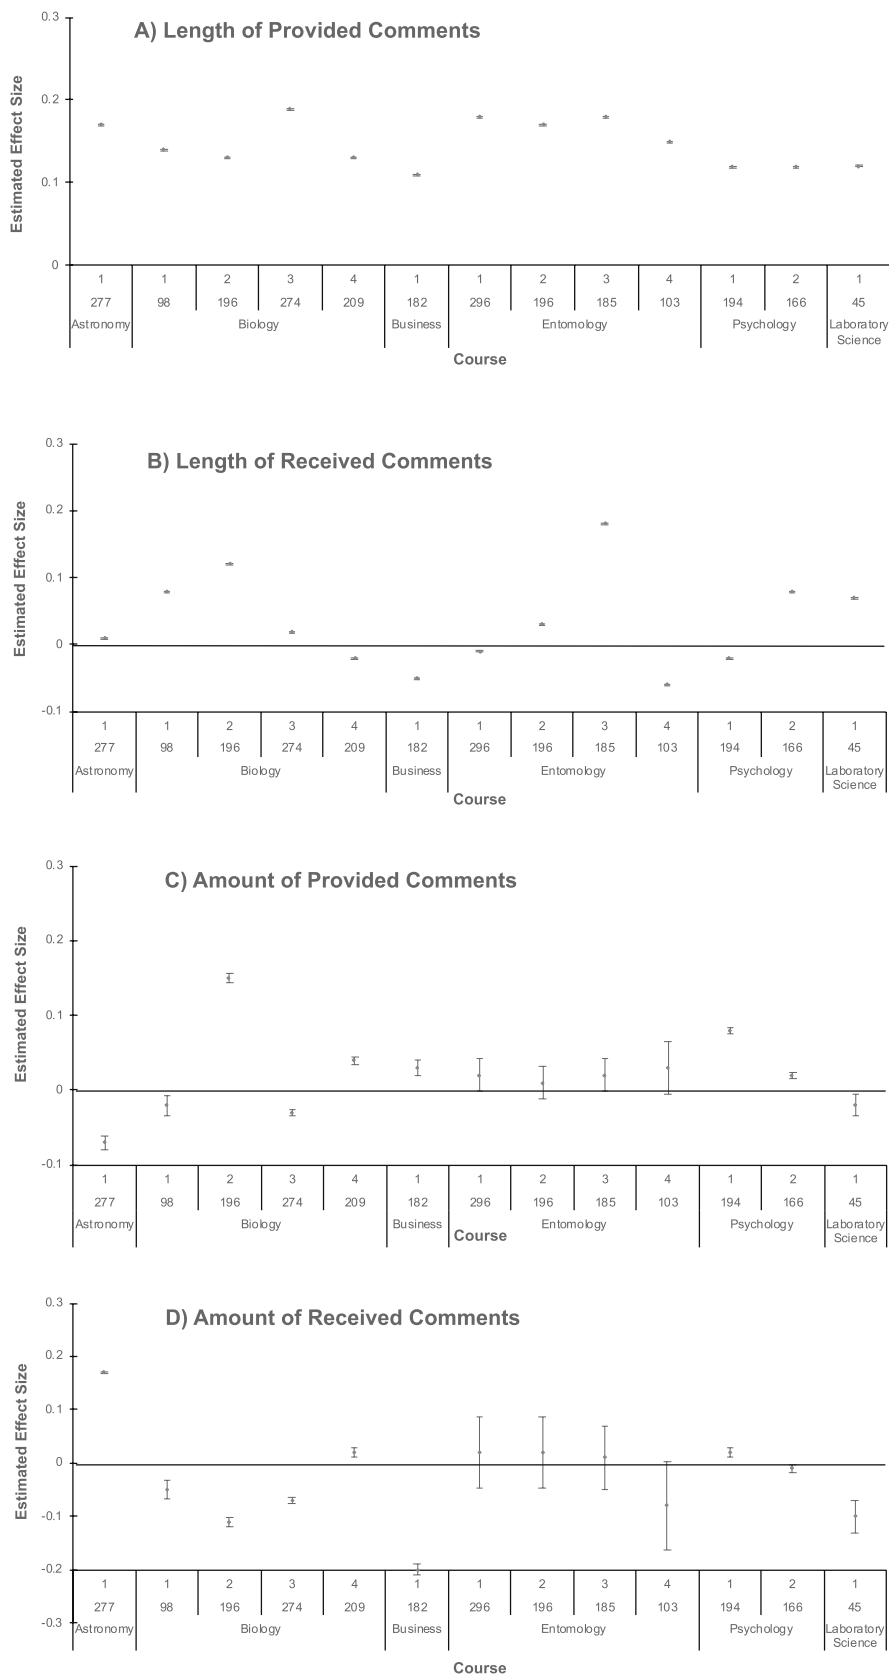 A) Length of Provided Comments
Estimated Effect Size
0.3
0.2
0.1
0
1 1 2 3 4 1 1 2 3 4 1 2 1
277 98 196 274 209 182 296 196 185 103 194 166 45
Astronomy Biology Business Entomology Psychology Laboratory
Science
Course
B) Length of Received Comments
Estimated Effect Size
0.3
0.2
0.1
0
-0.1
1 1 2 3 4 1 1 2 3 4 1 2 1
277 98 196 274 209 182 296 196 185 103 194 166 45
Astronomy Biology Business Entomology Psychology Laboratory
Science
Course
C) Amount of Provided Comments
Estimated Effect Size
0.3
0.2
0.1
0
-0.1
1 1 2 3 4 1 1 2 3 4 1 2 1
277 98 196 274 209 182 296 196 185 103 194 166 45
Astronomy Biology Business Entomology Psychology Laboratory
Science
Course
D) Amount of Received Comments
Estimated Effect Size
0.3
0.2
0.1
0
-0.1
-0.2
-0.3
1 1 2 3 4 1 1 2 3 4 1 2 1
277 98 196 274 209 182 296 196 185 103 194 166 45
Astronomy Biology Business Entomology Psychology Laboratory
Science
Course